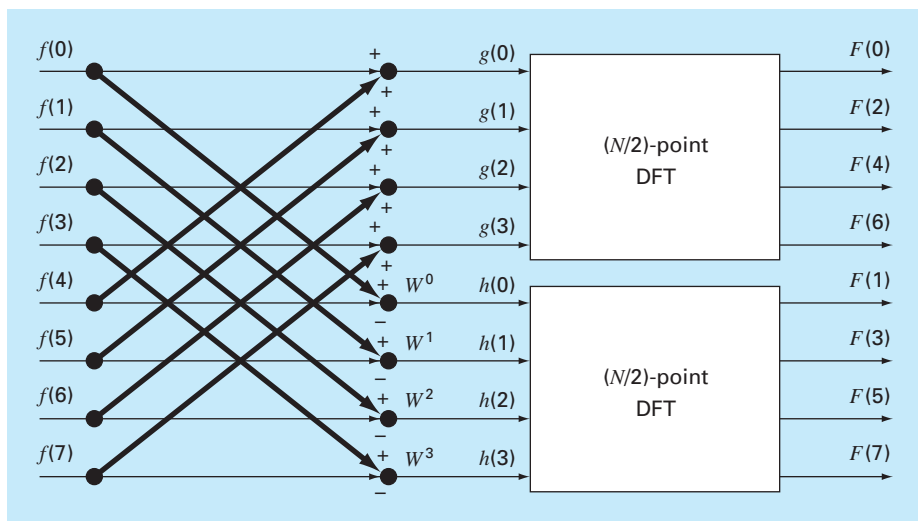 f(0) + g(0) F(0)
+
f(1) + g(1) F(2)
+
(N/2)-point
DFT
f(2) + g(2) F(4)
+
f(3) + g(3) F(6)
+
f(4) + W⁰ h(0) F(1)
−
f(5) + W¹ h(1) F(3)
−
(N/2)-point
DFT
f(6) + W² h(2) F(5)
−
f(7) + W³ h(3) F(7)
−